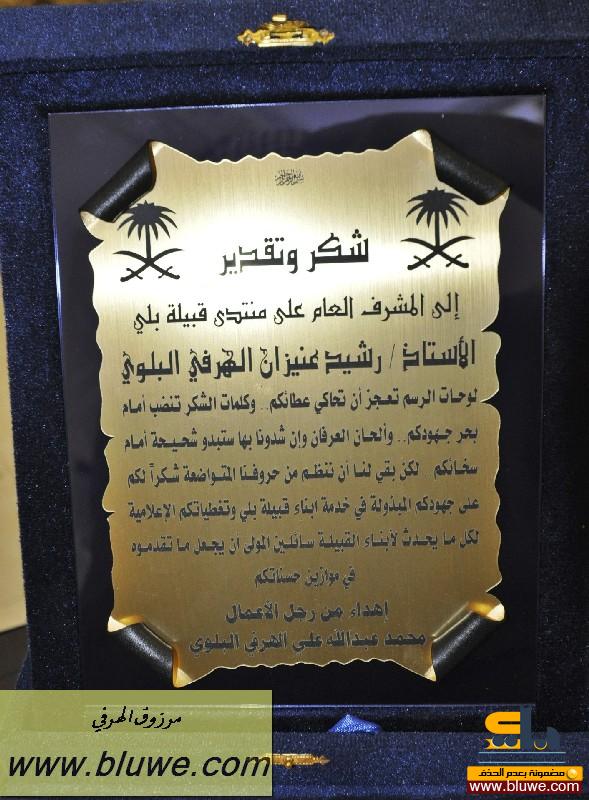 شكر وتقدير
إلى المشرف العام على منتدى قبيلة بلي
الأستاذ / رشيد عنيزان الهرفي البلوي
لوحات الرسم تعجز أن تحاكي عطائكم.. وكلمات الشكر تنضب أمام
بحر جهودكم.. وألحان العرفان وإن شدونا بها ستبدو شحيحة أمام
سخائكم لكن بقي لنا أن ننظم من حروفنا المتواضعة شكراً لكم
على جهودكم المبذولة في خدمة ابناء قبيلة بلي وتغطياتكم الإعلامية
لكل ما يحدث لأبناء القبيلة سائلين المولى ان يجعل ما تقدموه
في موازين حسناتكم
إهداء من رجل الأعمال
محمد عبدالله علي الهرفي البلوي
مرزوق الهرفي
www.bluwe.com
مضمونة بعدم الحذف
www.bluwe.com